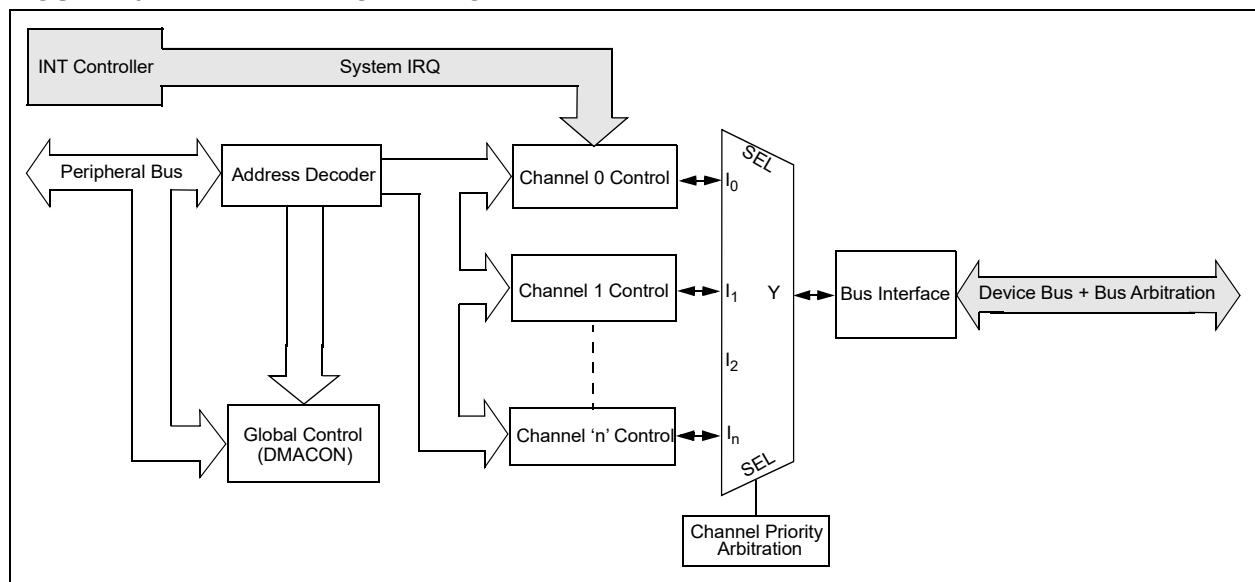 INT Controller
System IRQ
Peripheral Bus
Address Decoder
Channel 0 Control
SEL
I0
Channel 1 Control
I1
Y
Bus Interface
Device Bus + Bus Arbitration
I2
Global Control
(DMACON)
Channel ‘n’ Control
In
SEL
Channel Priority
Arbitration